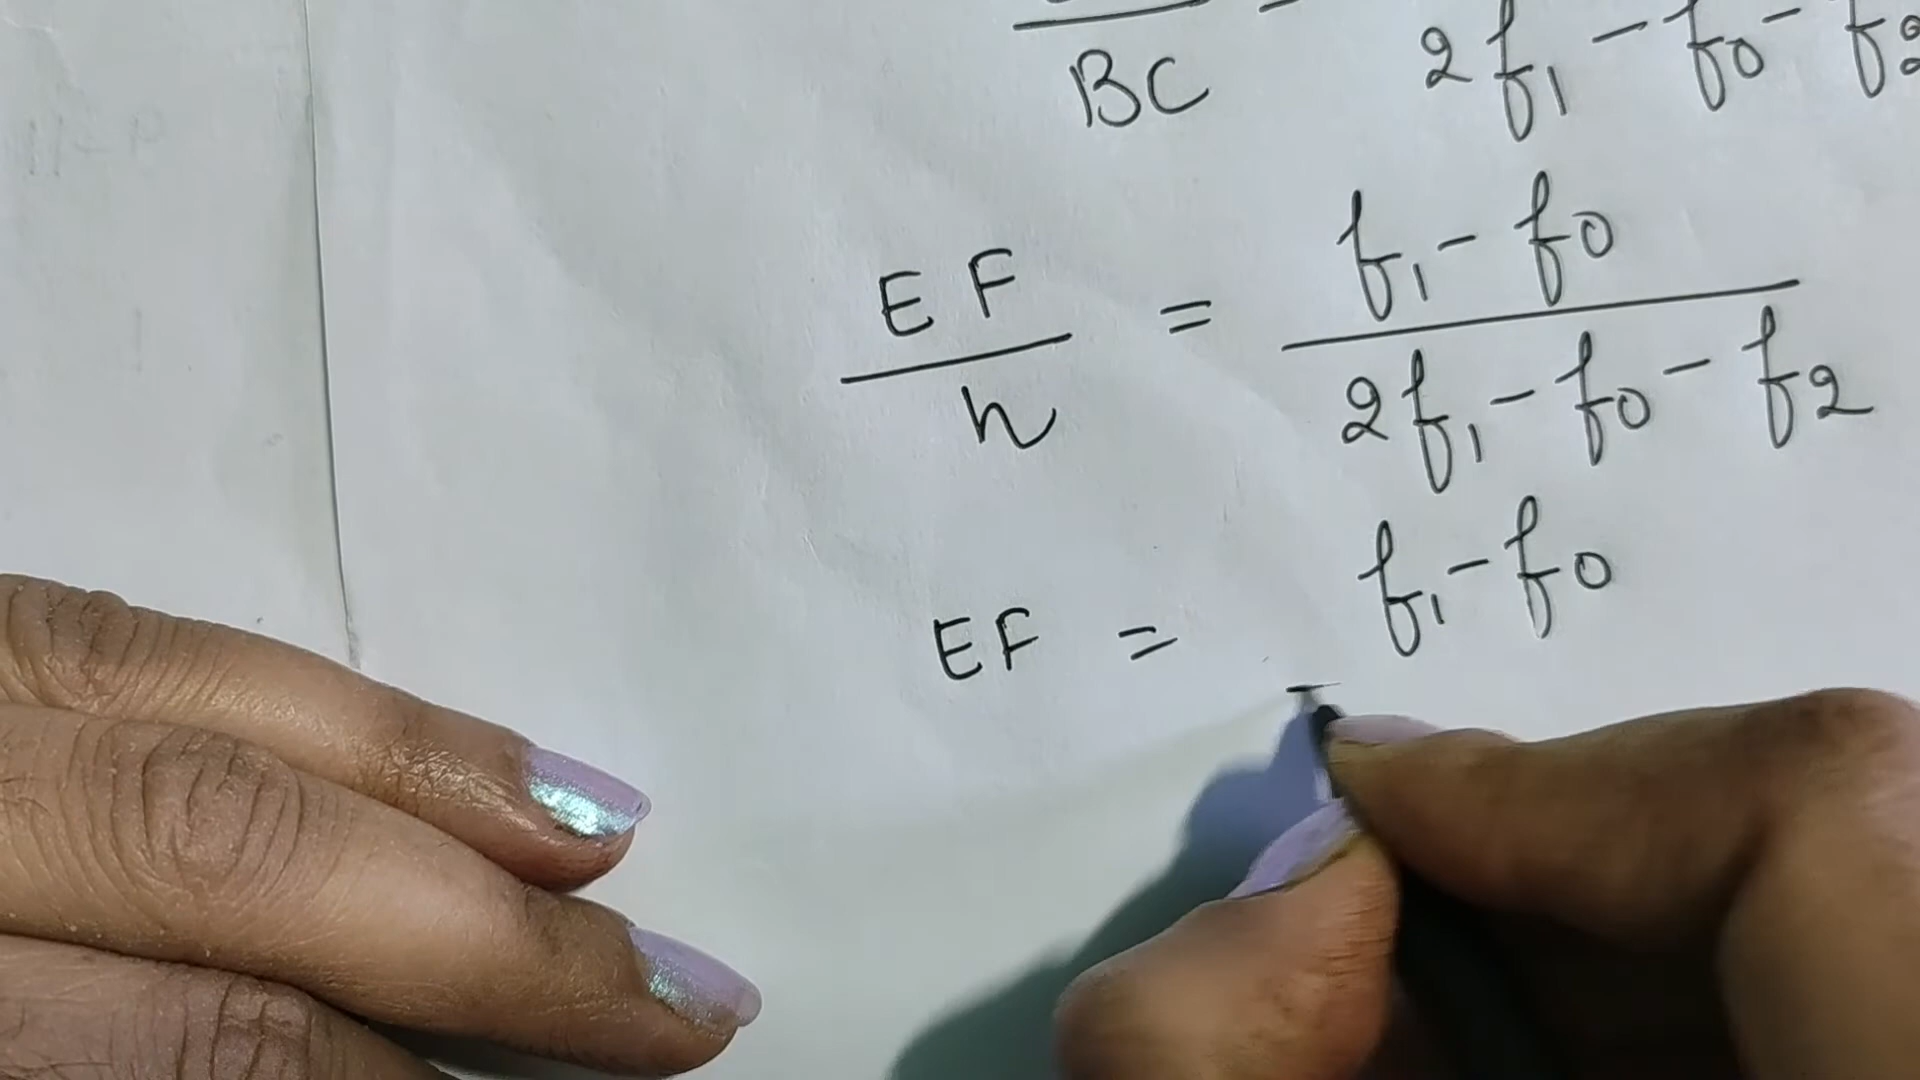 BC 2f₁ - f₀ - f₂
EF/h = (f₁ - f₀)/(2f₁ - f₀ - f₂)
EF = f₁ - f₀